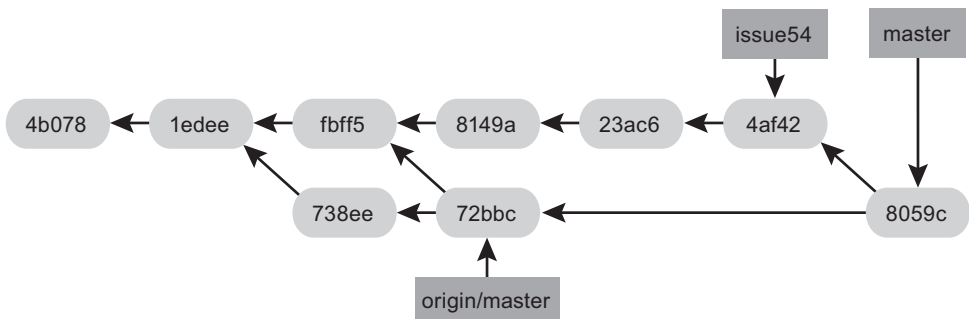 issue54
master
4b078
1edee
fbff5
8149a
23ac6
4af42
738ee
72bbc
8059c
origin/master